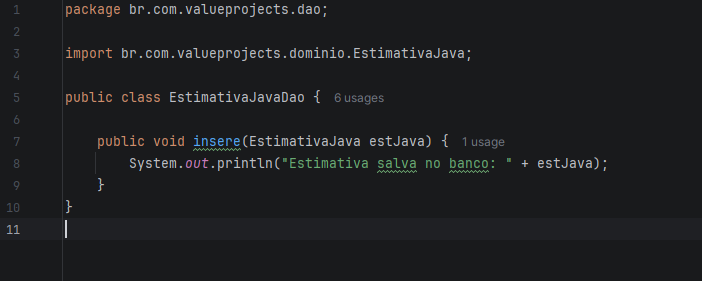 1 package br.com.valueprojects.dao;
2
3 import br.com.valueprojects.dominio.EstimativaJava;
4
5 public class EstimativaJavaDao { 6 usages
6
7 public void insere(EstimativaJava estJava) { 1 usage
8 System.out.println("Estimativa salva no banco: " + estJava);
9 }
10 }
11